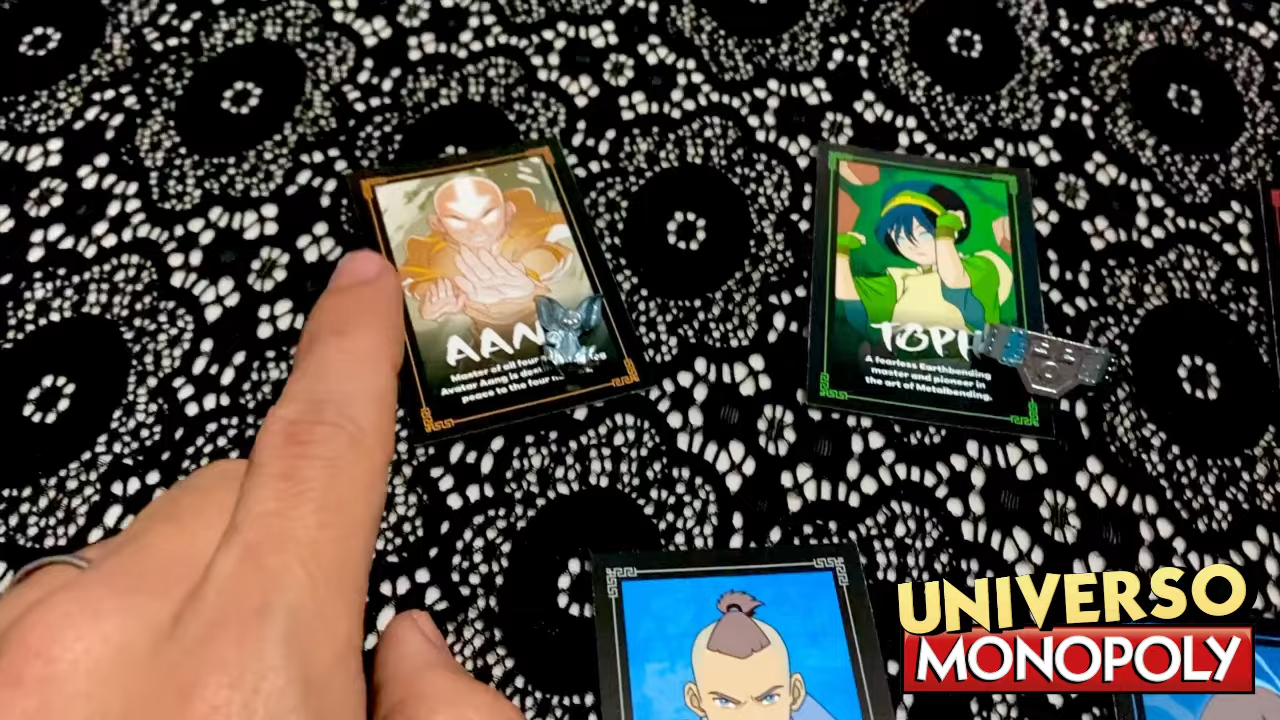 AAN
Master of all four
Avatar Aang is
peace to the four
TOPH
A fearless Earthbending
master and pioneer in
the art of Metalbending.
UNIVERSO
MONOPOLY